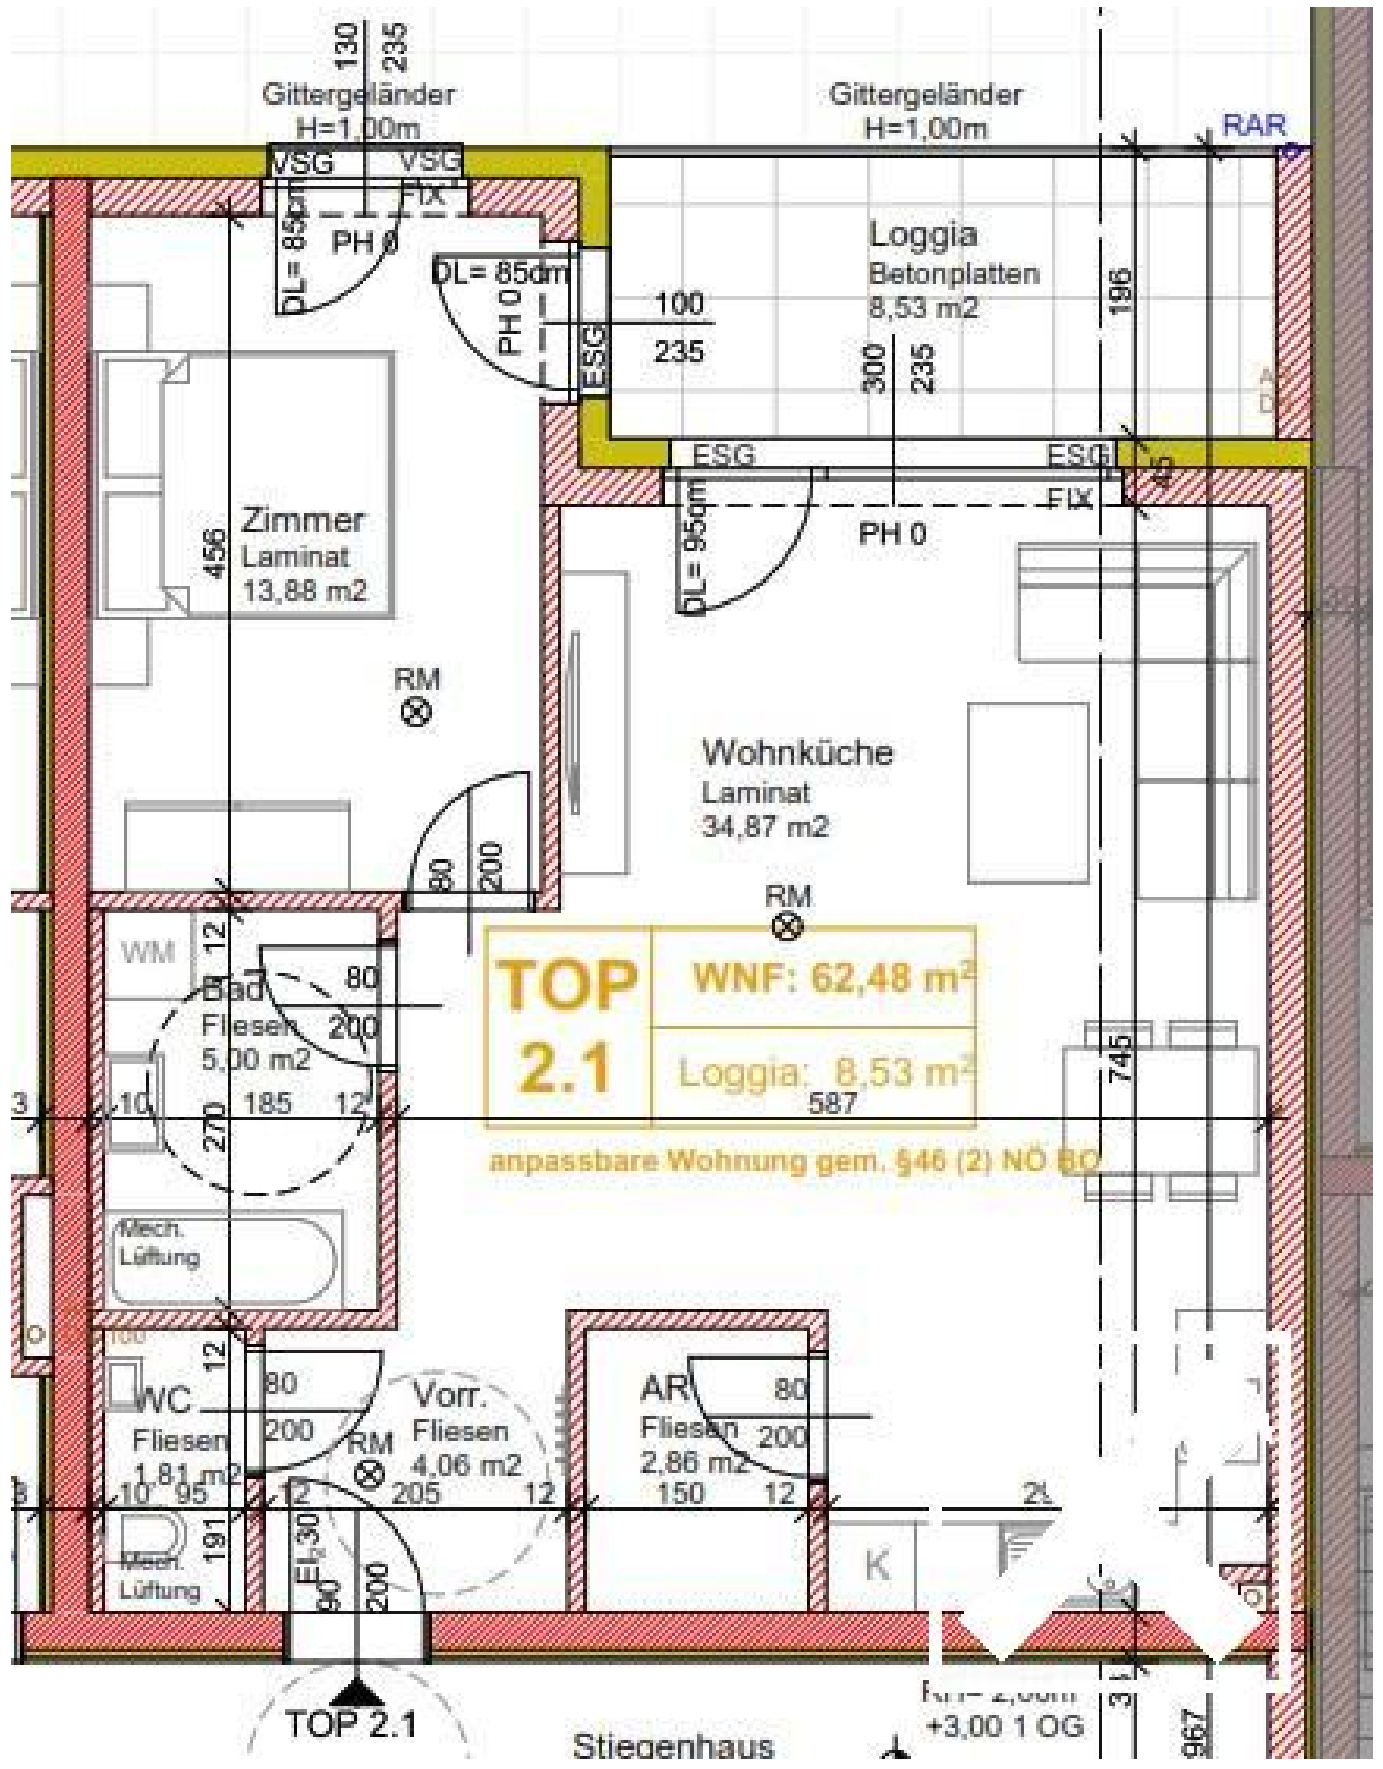 130
235
Gittergeländer
H=1,00m
Gittergeländer
H=1,00m
RAR
VSG
VSG
FIX
DL= 85cm
PH 0
DL= 85cm
PH 0
ESG
100
235
Loggia
Betonplatten
8,53 m2
300
235
196
ESG
ESG
45
FIX
DL= 95cm
PH 0
Zimmer
Laminat
13,88 m2
456
RM
Wohnküche
Laminat
34,87 m2
RM
80
200
WM
12
Bad
Fliesen
5,00 m2
80
200
TOP
2.1
WNF: 62,48 m²
Loggia: 8,53 m²
745
3
10
185
12
587
270
anpassbare Wohnung gem. §46 (2) NÖ BO
Mech.
Lüftung
100
12
WC
Fliesen
1,81 m2
80
200
RM
Vorr.
Fliesen
4,06 m2
AR
Fliesen
2,86 m2
80
200
10
95
12
205
12
150
12
191
Mech.
Lüftung
EI₂30
90
200
K
TOP 2.1
Stiegenhaus
+3,00 1 OG
967